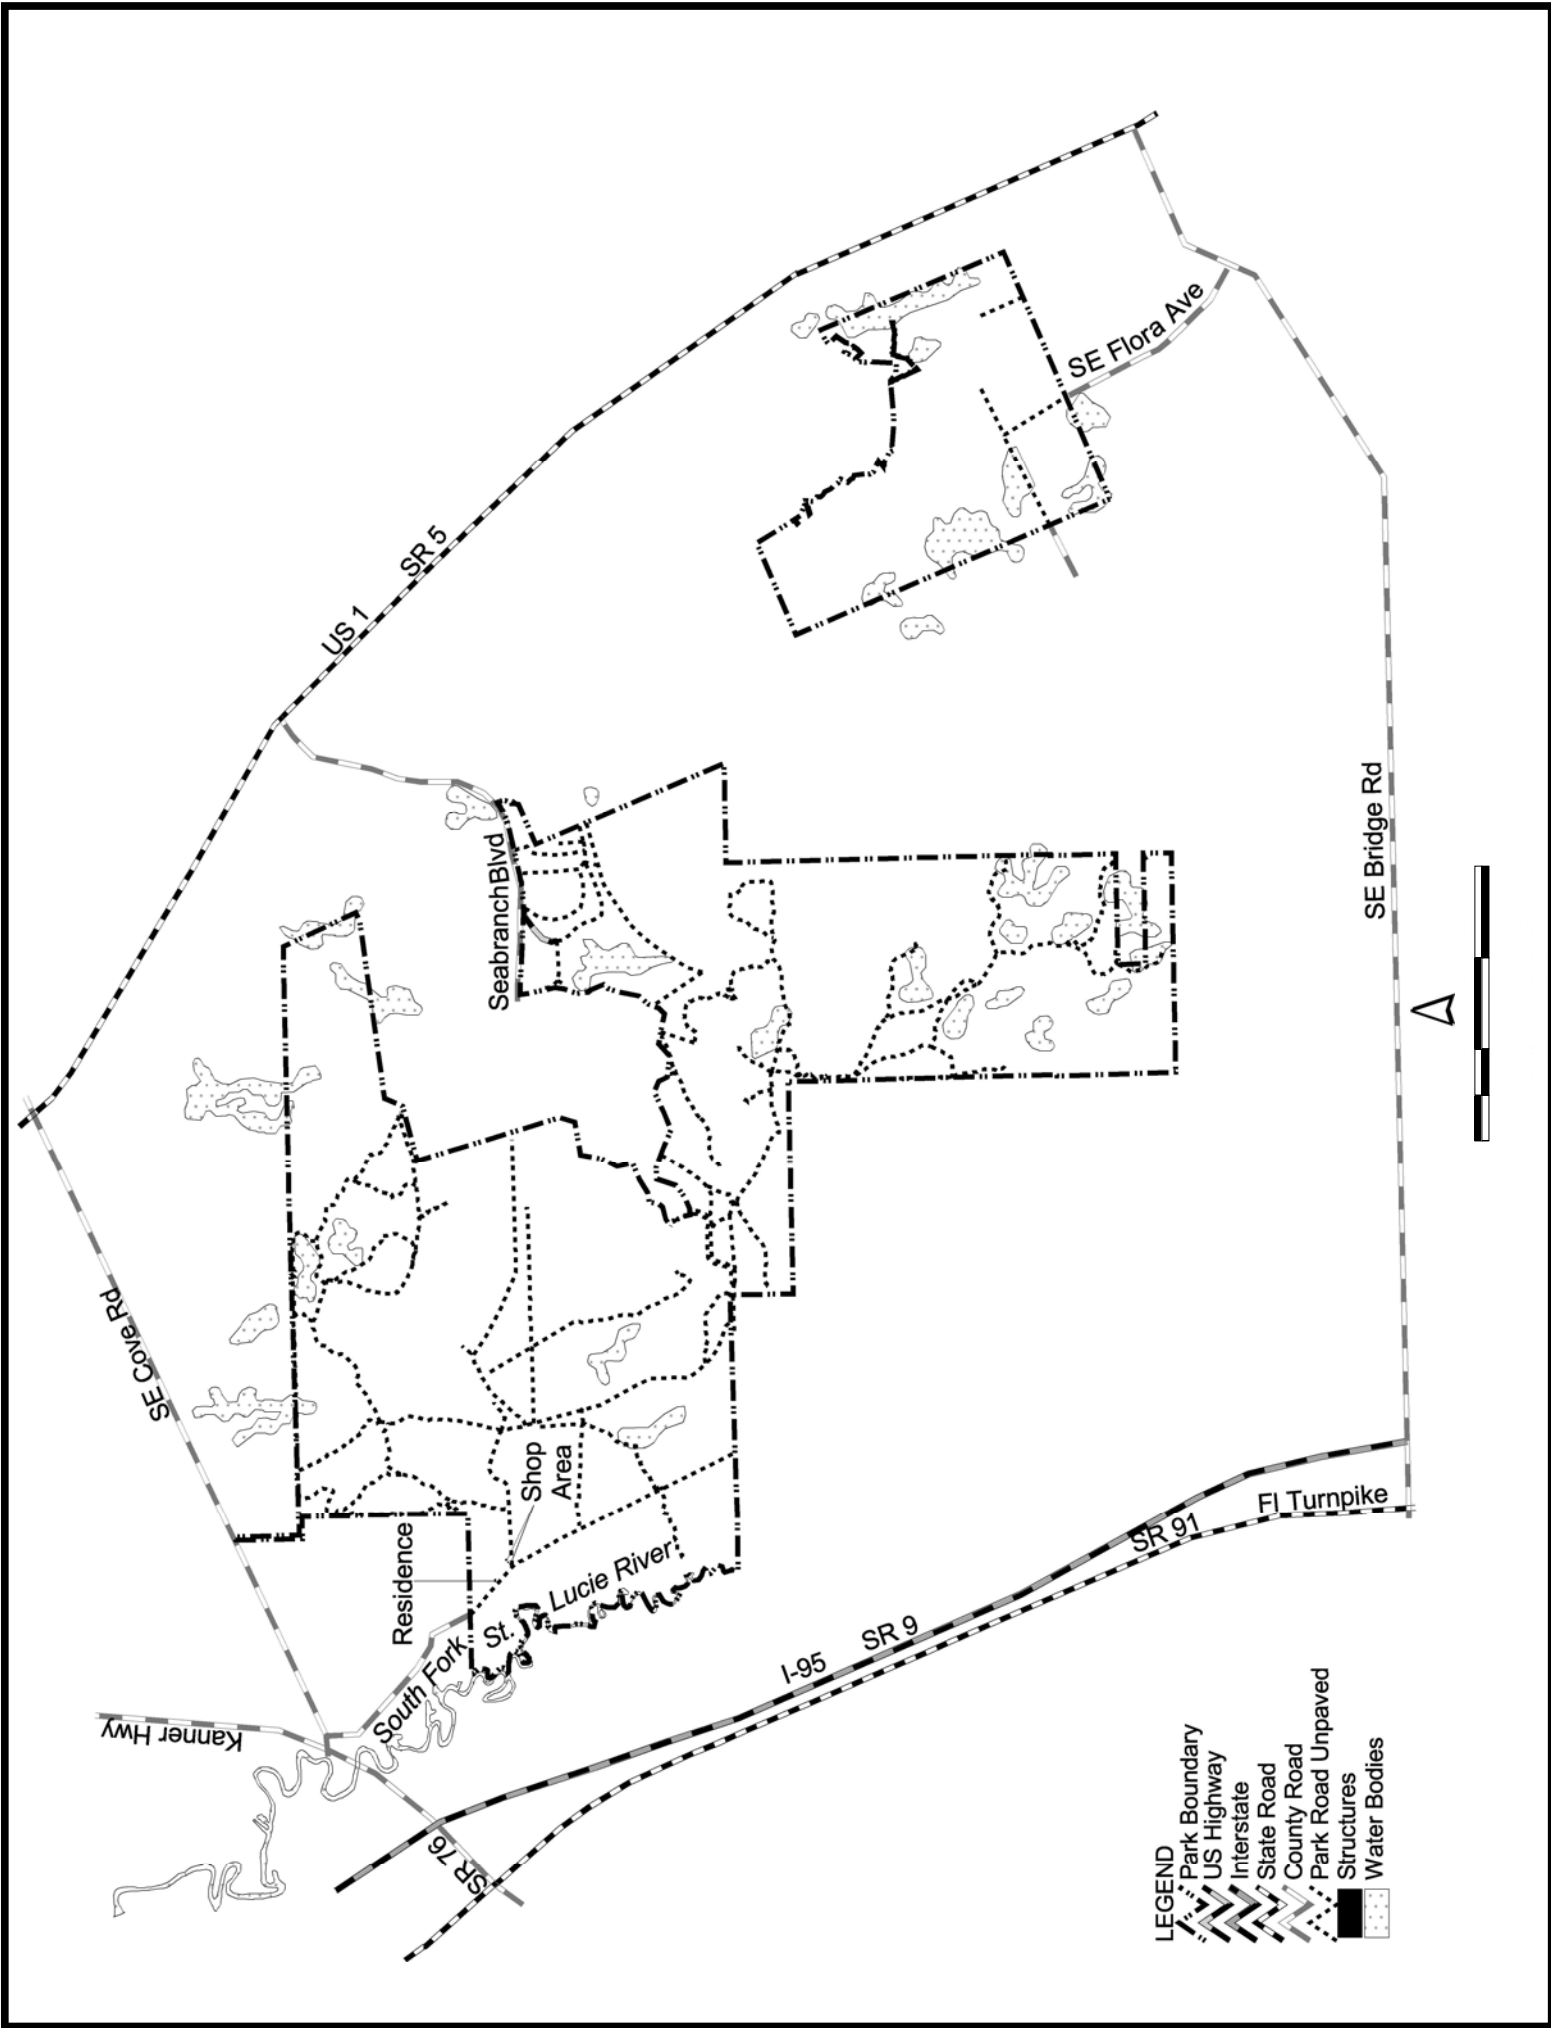 Kanner Hwy
SE Cove Rd
US 1
SR 5
South Fork
St.
Lucie River
Residence
Shop
Area
SeabranchBlvd
SR 76
I-95
SR 9
SR 91
Fl Turnpike
SE Bridge Rd
SE Flora Ave
LEGEND
Park Boundary
US Highway
Interstate
State Road
County Road
Park Road Unpaved
Structures
Water Bodies